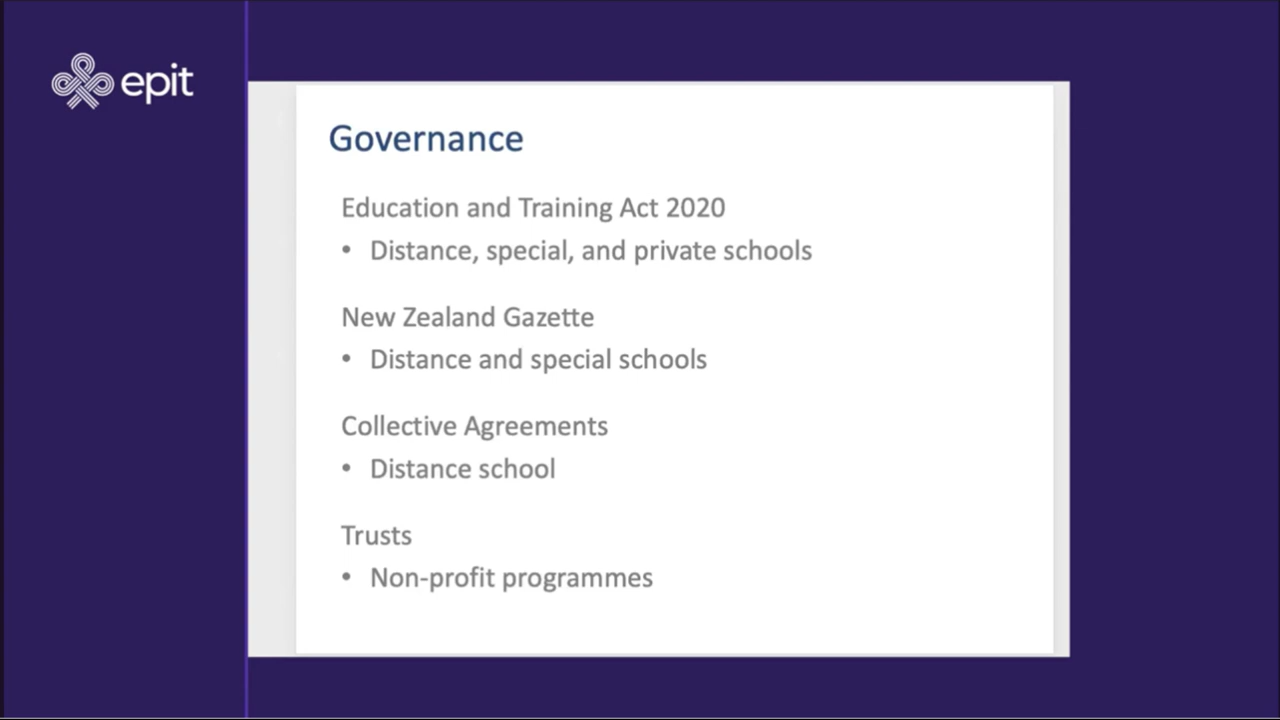 epit
Governance
Education and Training Act 2020
• Distance, special, and private schools
New Zealand Gazette
• Distance and special schools
Collective Agreements
• Distance school
Trusts
• Non-profit programmes